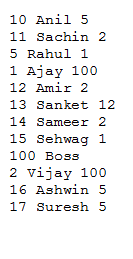 10 Anil 5
11 Sachin 2
5 Rahul 1
1 Ajay 100
12 Amir 2
13 Sanket 12
14 Sameer 2
15 Sehwag 1
100 Boss
2 Vijay 100
16 Ashwin 5
17 Suresh 5